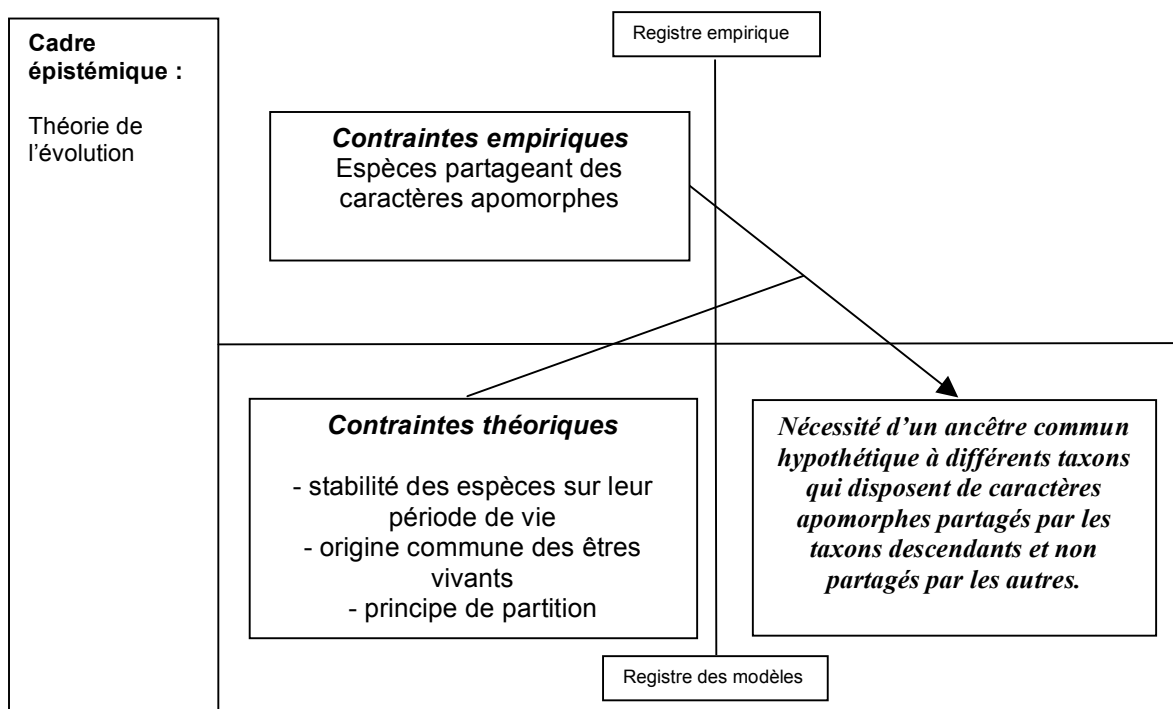 Cadre
épistémique :
Théorie de
l’évolution
Registre empirique
Contraintes empiriques
Espèces partageant des
caractères apomorphes
Contraintes théoriques
- stabilité des espèces sur leur
période de vie
- origine commune des êtres
vivants
- principe de partition
Nécessité d’un ancêtre commun
hypothétique à différents taxons
qui disposent de caractères
apomorphes partagés par les
taxons descendants et non
partagés par les autres.
Registre des modèles